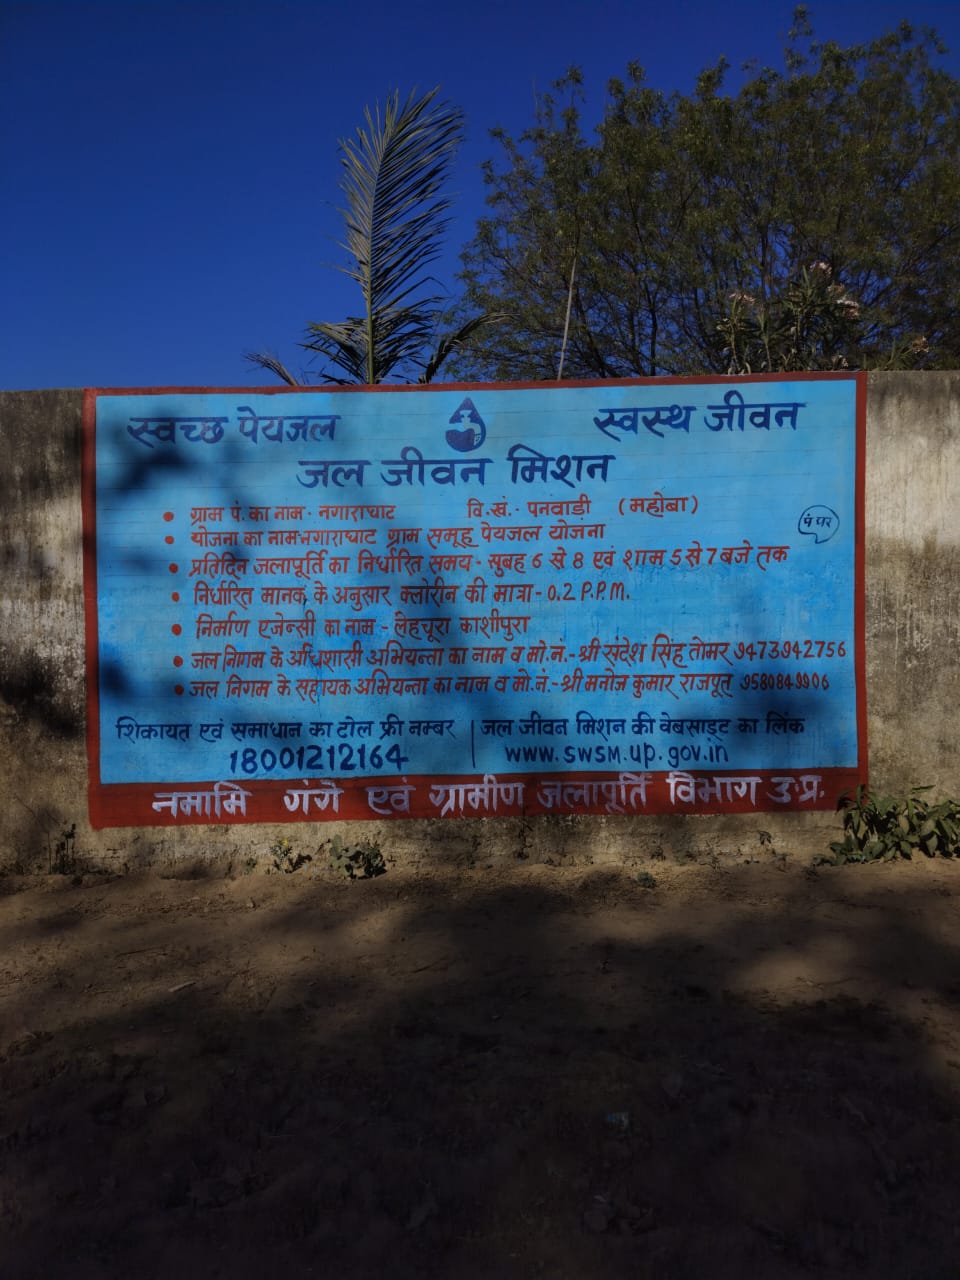 स्वच्छ पेयजल स्वस्थ जीवन
जल जीवन मिशन
• ग्राम पं. का नाम- नगाराघाट वि.खं.- पनवाड़ी (महोबा)
• योजना का नाम-नगाराघाट ग्राम समूह पेयजल योजना
• प्रतिदिन जलापूर्ति का निर्धारित समय- सुबह 6 से 8 एवं शाम 5 से 7 बजे तक
• निर्धारित मानक के अनुसार क्लोरीन की मात्रा- 0.2 P.P.M.
• निर्माण एजेन्सी का नाम - लेहचूरा काशीपुरा
• जल निगम के अधिशासी अभियन्ता का नाम व मो.नं.- श्री संदेश सिंह तोमर 9473942756
• जल निगम के सहायक अभियन्ता का नाम व मो.नं.- श्री मनोज कुमार राजपूत 9580849906
शिकायत एवं समाधान का टोल फ्री नम्बर
18001212164
जल जीवन मिशन की वेबसाइट का लिंक
www.swsm.up.gov.in
नमामि गंगे एवं ग्रामीण जलापूर्ति विभाग उ.प्र.